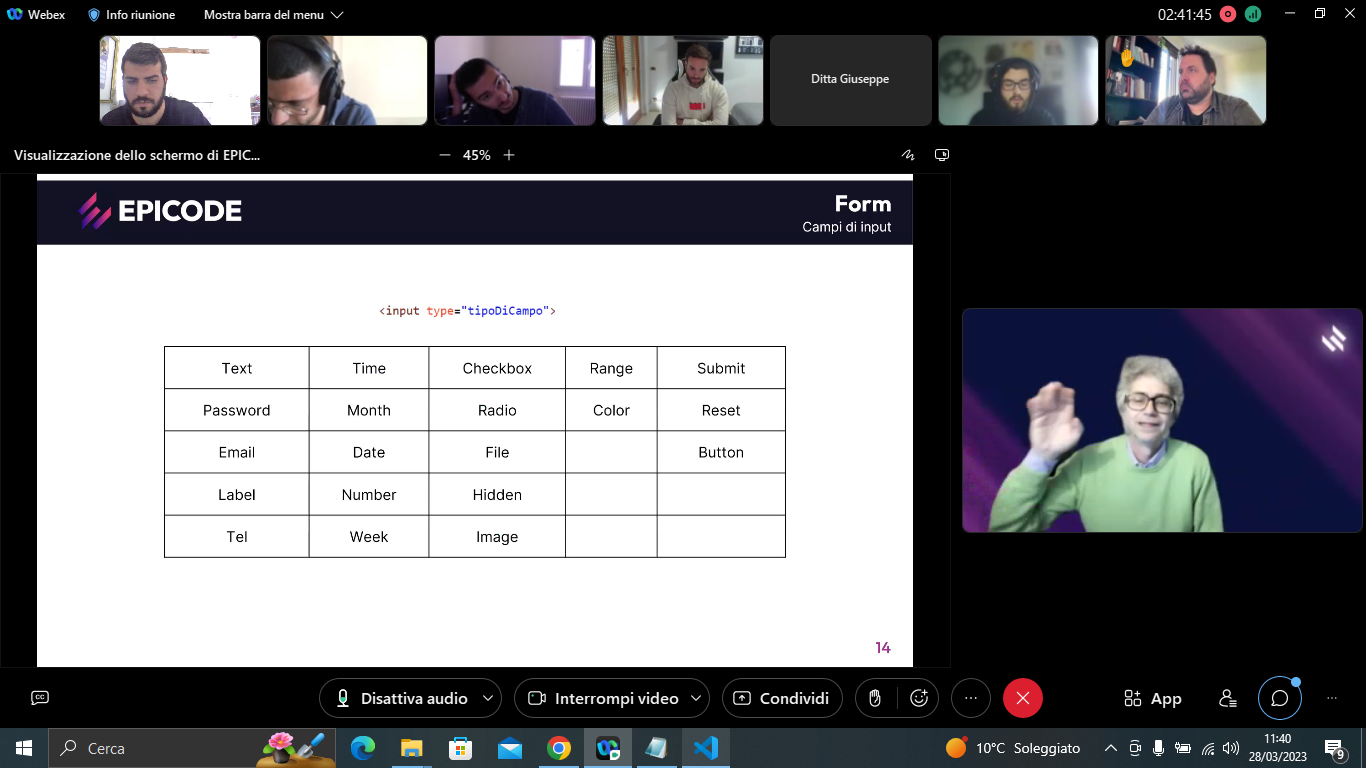 Webex
Info riunione
Mostra barra del menu
02:41:45
Ditta Giuseppe
Visualizzazione dello schermo di EPIC...
45%
EPICODE
Form
Campi di input
<input type="tipoDiCampo">
Text Time Checkbox Range Submit
Password Month Radio Color Reset
Email Date File Button
Label Number Hidden
Tel Week Image
14
CC
Disattiva audio
Interrompi video
Condividi
App
Cerca
10°C Soleggiato
11:40
28/03/2023
9